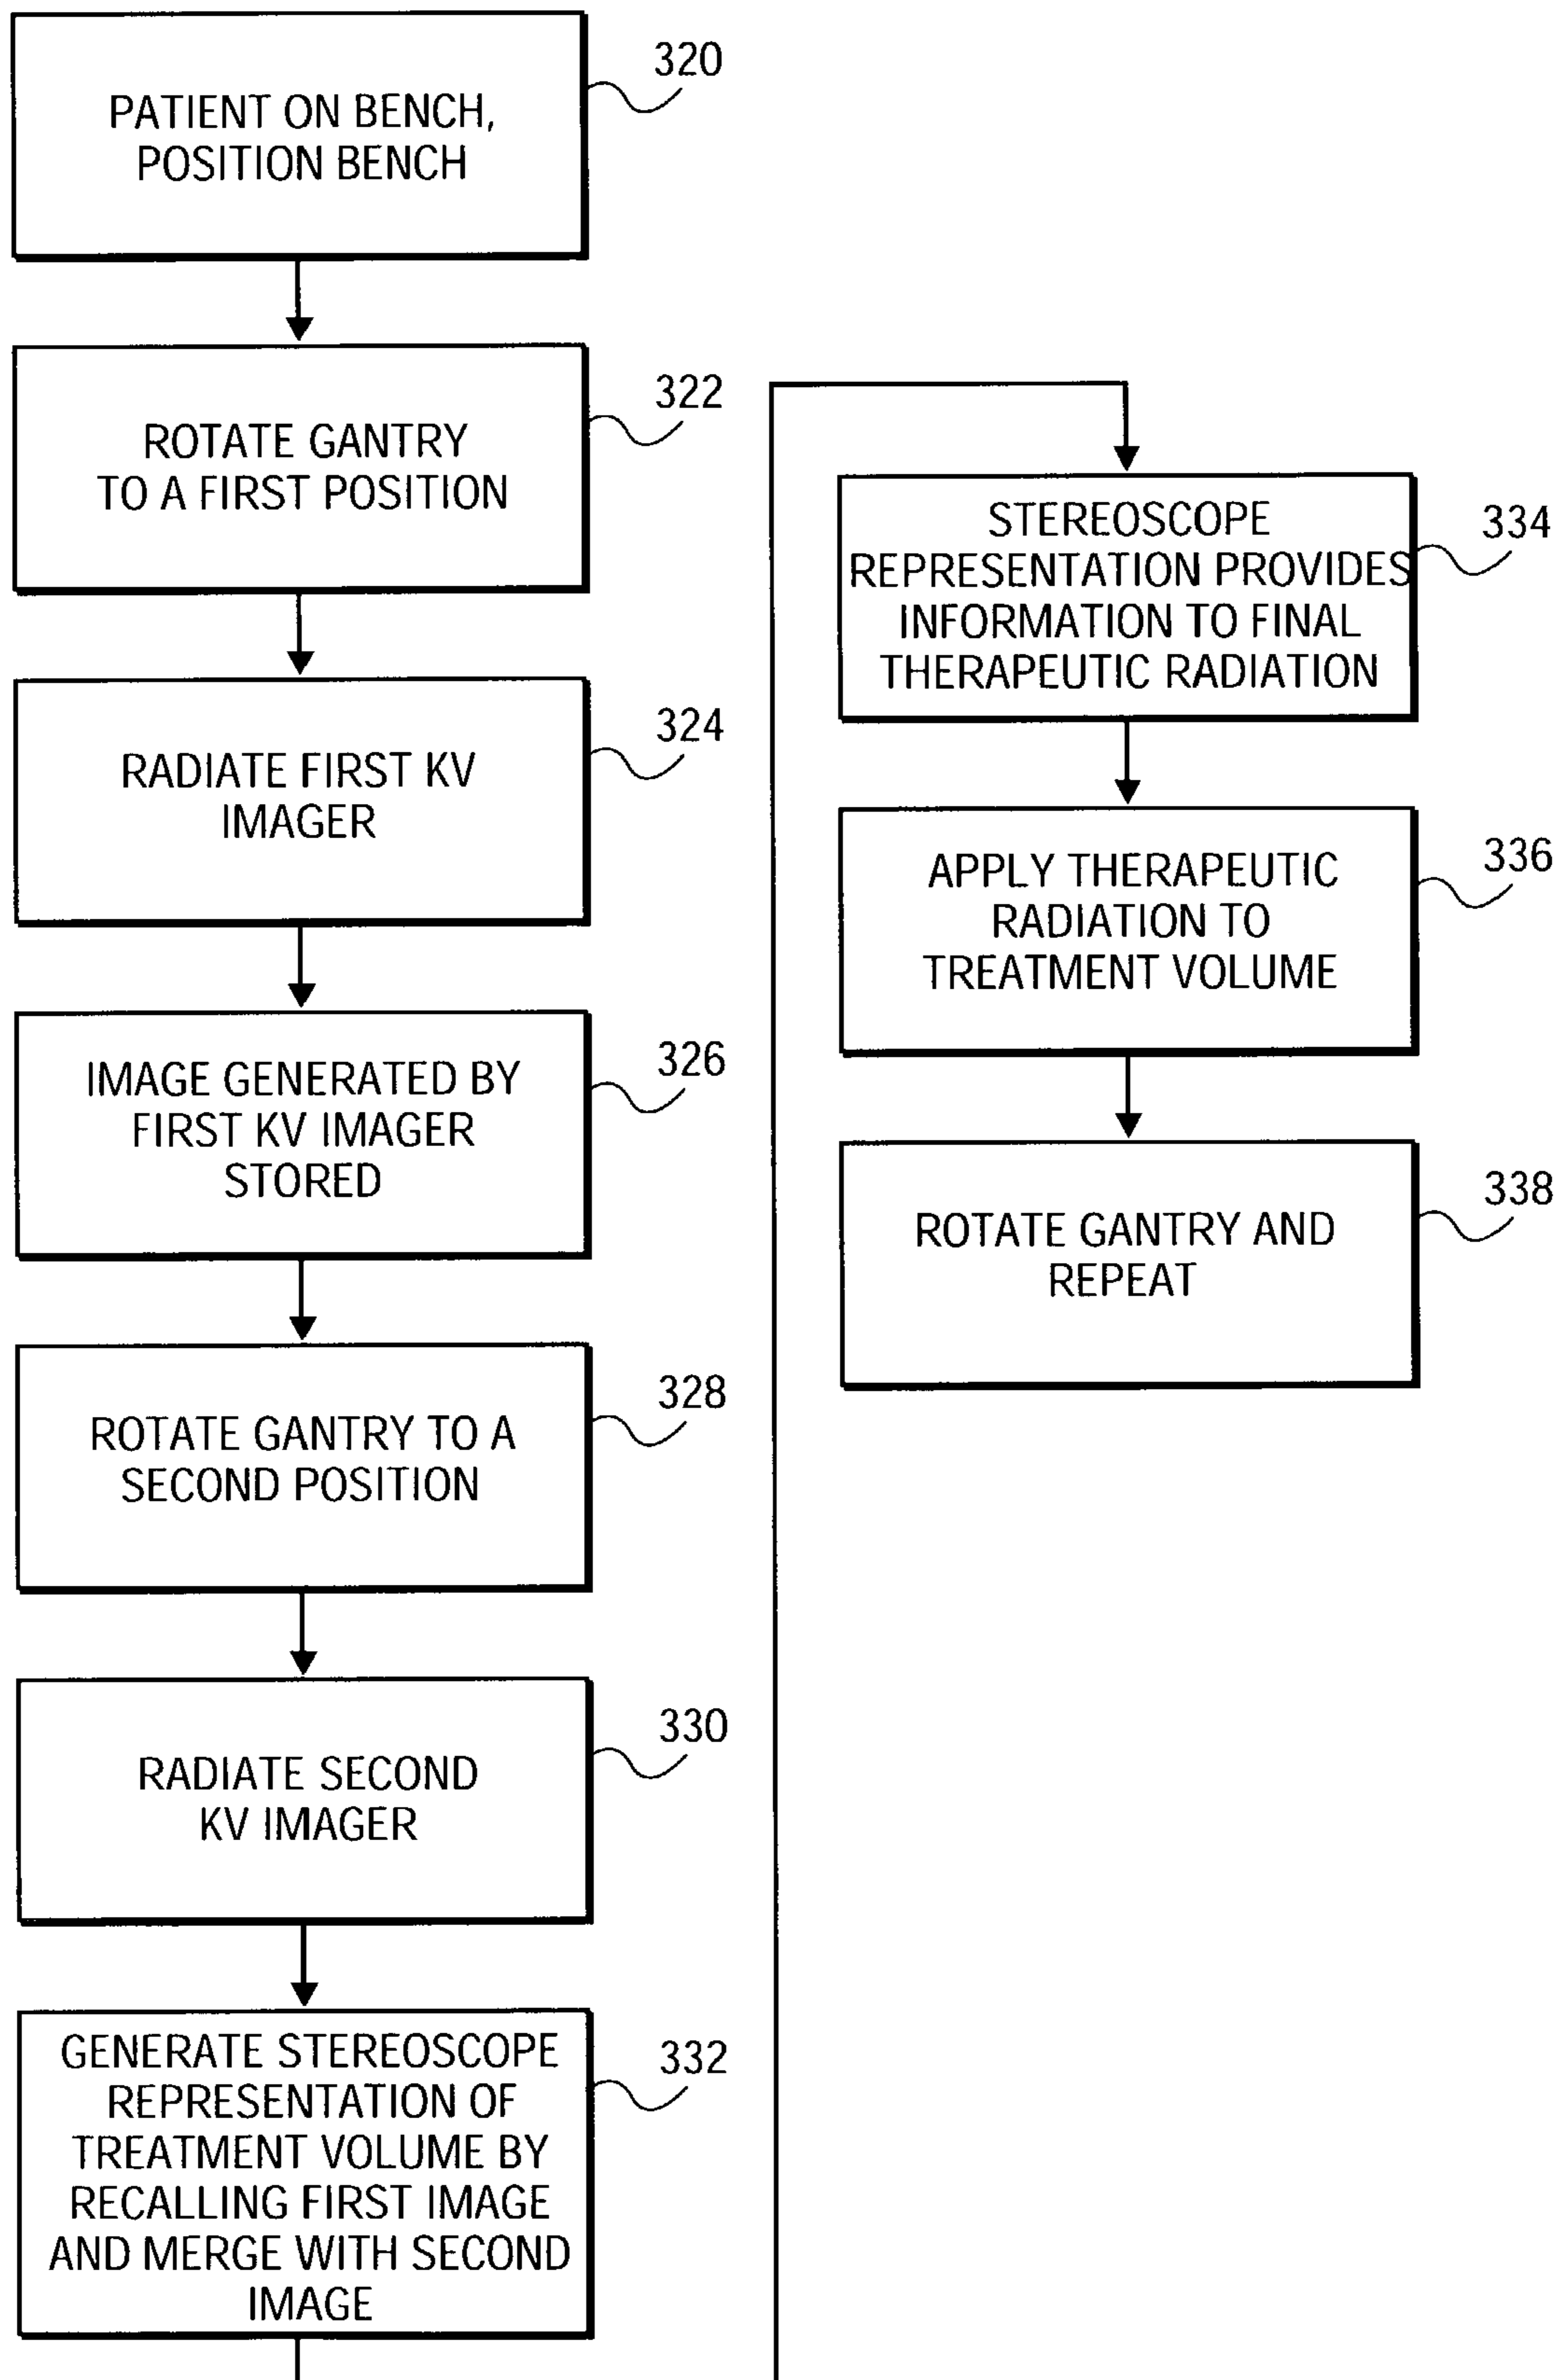 PATIENT ON BENCH,
POSITION BENCH
320
ROTATE GANTRY
TO A FIRST POSITION
322
RADIATE FIRST KV
IMAGER
324
IMAGE GENERATED BY
FIRST KV IMAGER
STORED
326
ROTATE GANTRY TO A
SECOND POSITION
328
RADIATE SECOND
KV IMAGER
330
GENERATE STEREOSCOPE
REPRESENTATION OF
TREATMENT VOLUME BY
RECALLING FIRST IMAGE
AND MERGE WITH SECOND
IMAGE
332
STEREOSCOPE
REPRESENTATION PROVIDES
INFORMATION TO FINAL
THERAPEUTIC RADIATION
334
APPLY THERAPEUTIC
RADIATION TO
TREATMENT VOLUME
336
ROTATE GANTRY AND
REPEAT
338